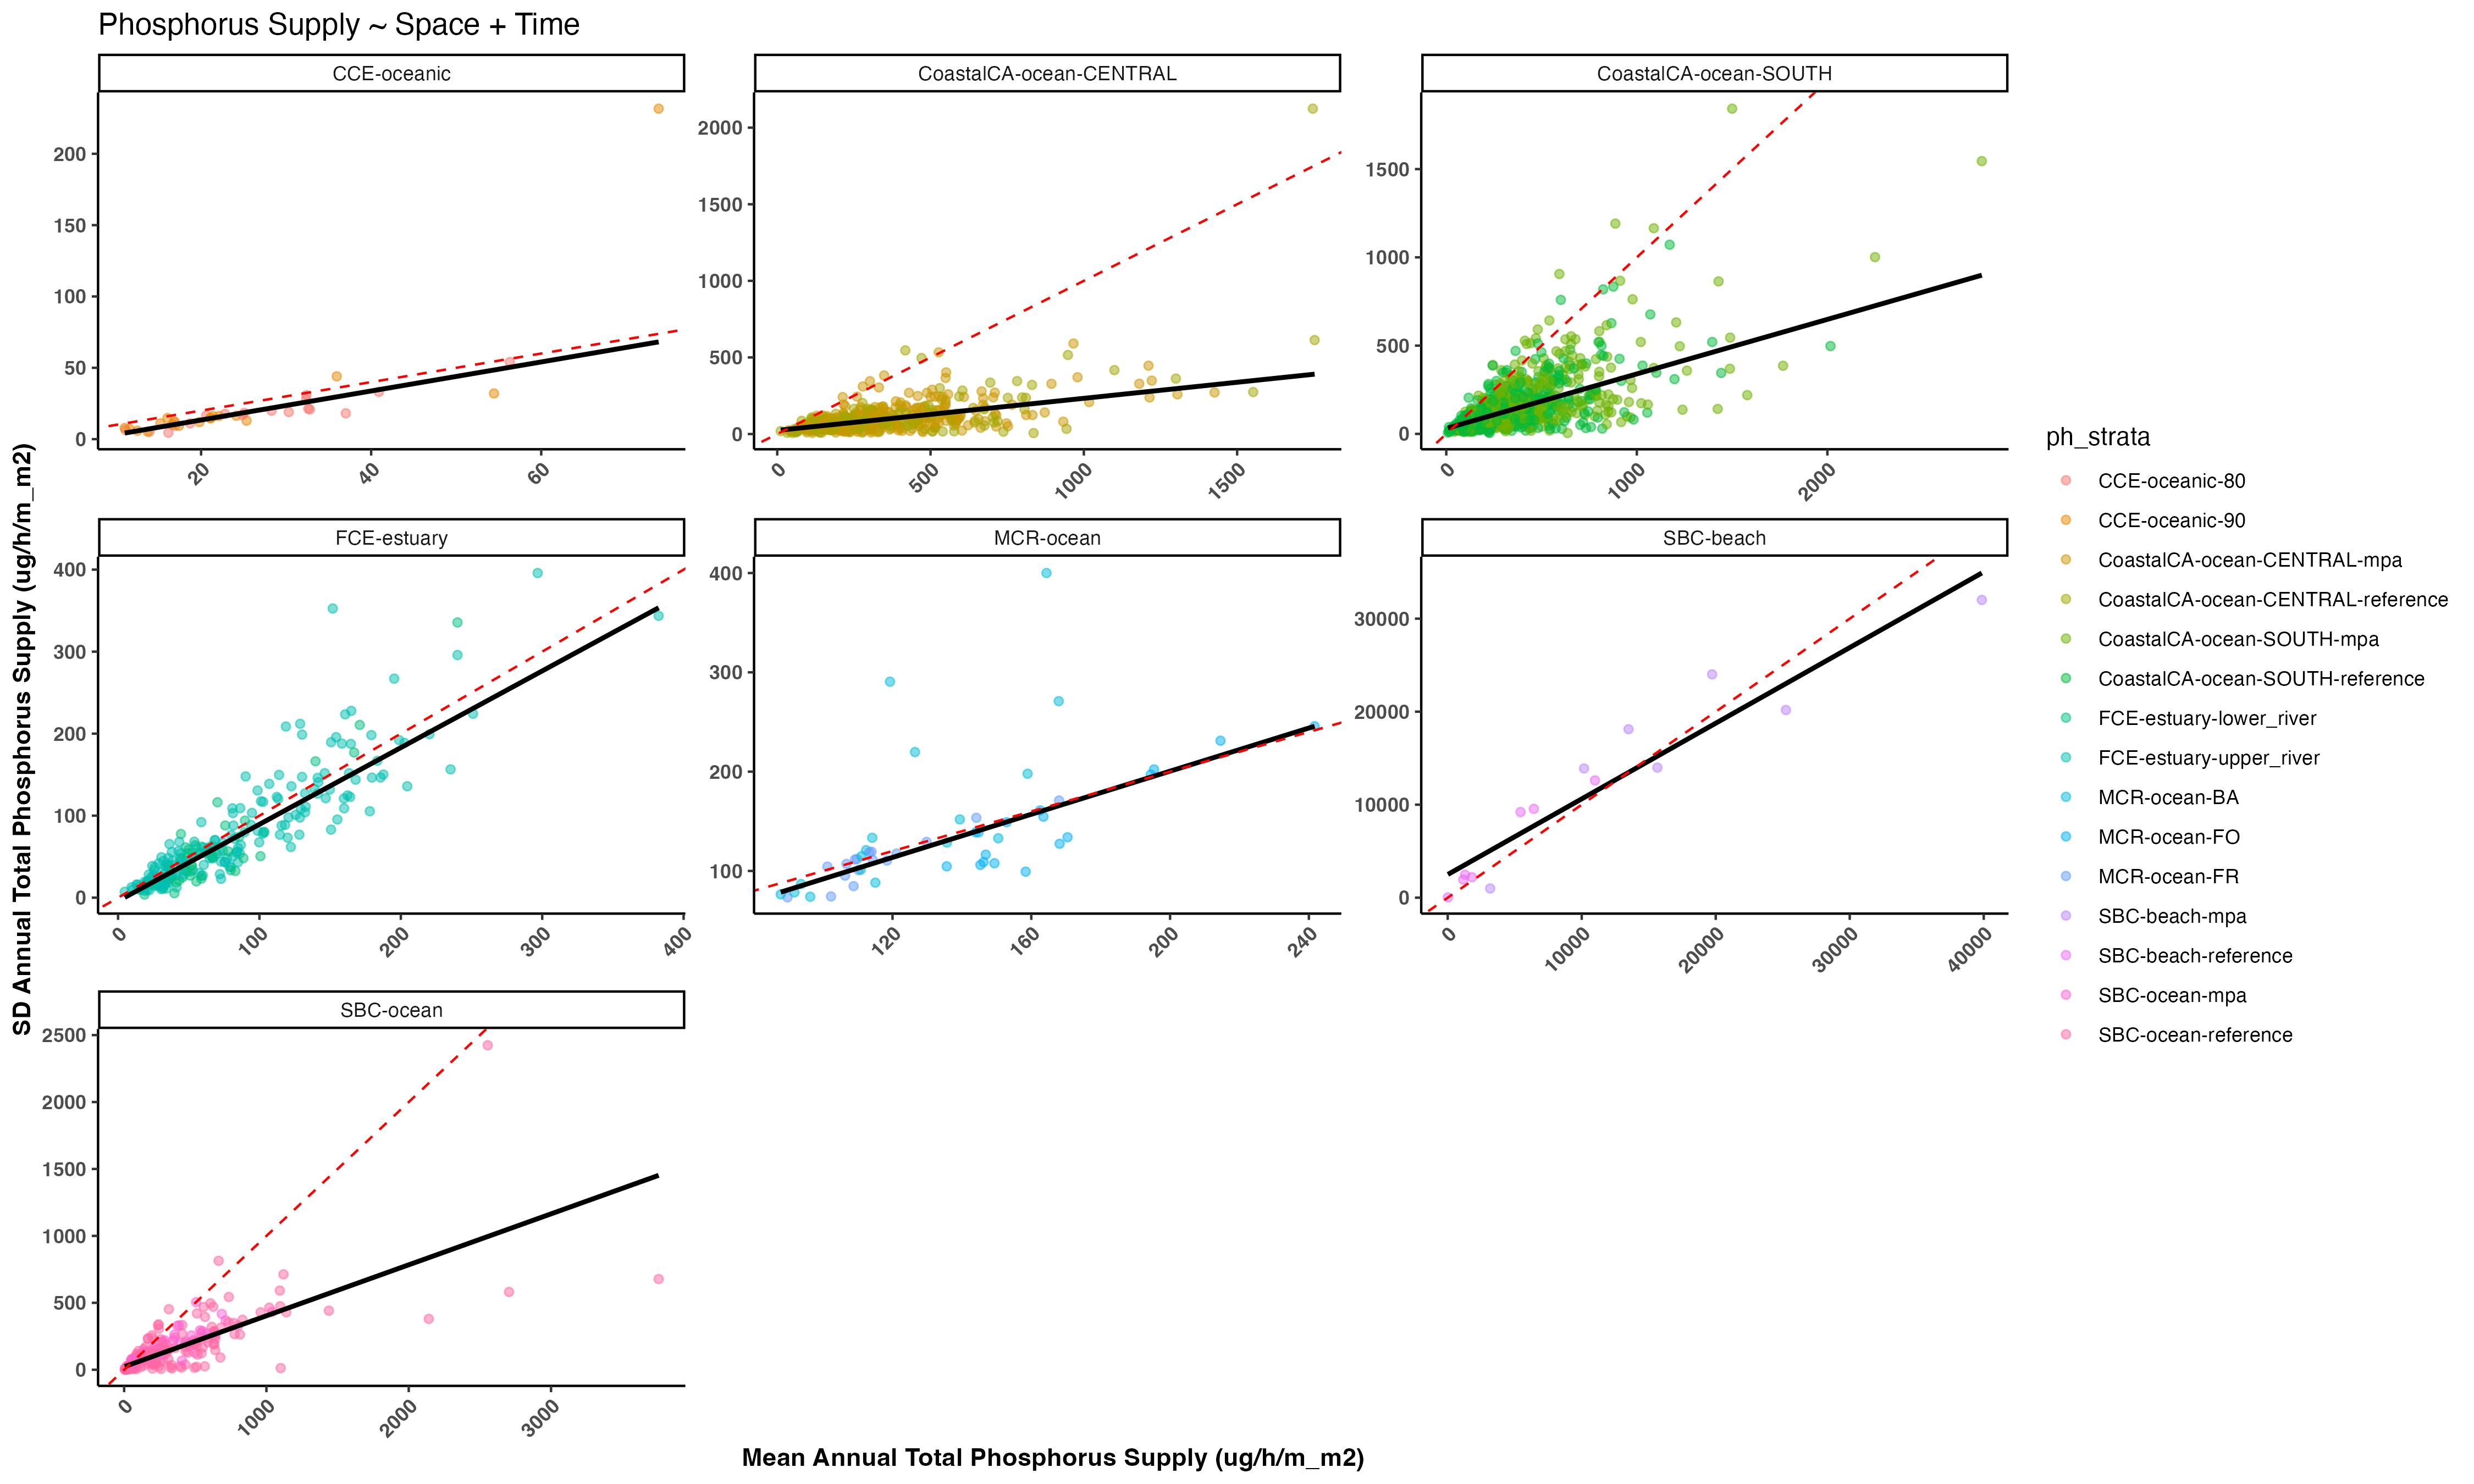 Phosphorus Supply ~ Space + Time
CCE-oceanic
CoastalCA-ocean-CENTRAL
CoastalCA-ocean-SOUTH
200
150
100
50
0
20
40
60
2000
1500
1000
500
0
0
500
1000
1500
1500
1000
500
0
0
1000
2000
FCE-estuary
MCR-ocean
SBC-beach
400
300
200
100
0
0
100
200
300
400
400
300
200
100
120
160
200
240
30000
20000
10000
0
0
10000
20000
30000
40000
SBC-ocean
2500
2000
1500
1000
500
0
0
1000
2000
3000
SD Annual Total Phosphorus Supply (ug/h/m_m2)
Mean Annual Total Phosphorus Supply (ug/h/m_m2)
ph_strata
CCE-oceanic-80
CCE-oceanic-90
CoastalCA-ocean-CENTRAL-mpa
CoastalCA-ocean-CENTRAL-reference
CoastalCA-ocean-SOUTH-mpa
CoastalCA-ocean-SOUTH-reference
FCE-estuary-lower_river
FCE-estuary-upper_river
MCR-ocean-BA
MCR-ocean-FO
MCR-ocean-FR
SBC-beach-mpa
SBC-beach-reference
SBC-ocean-mpa
SBC-ocean-reference